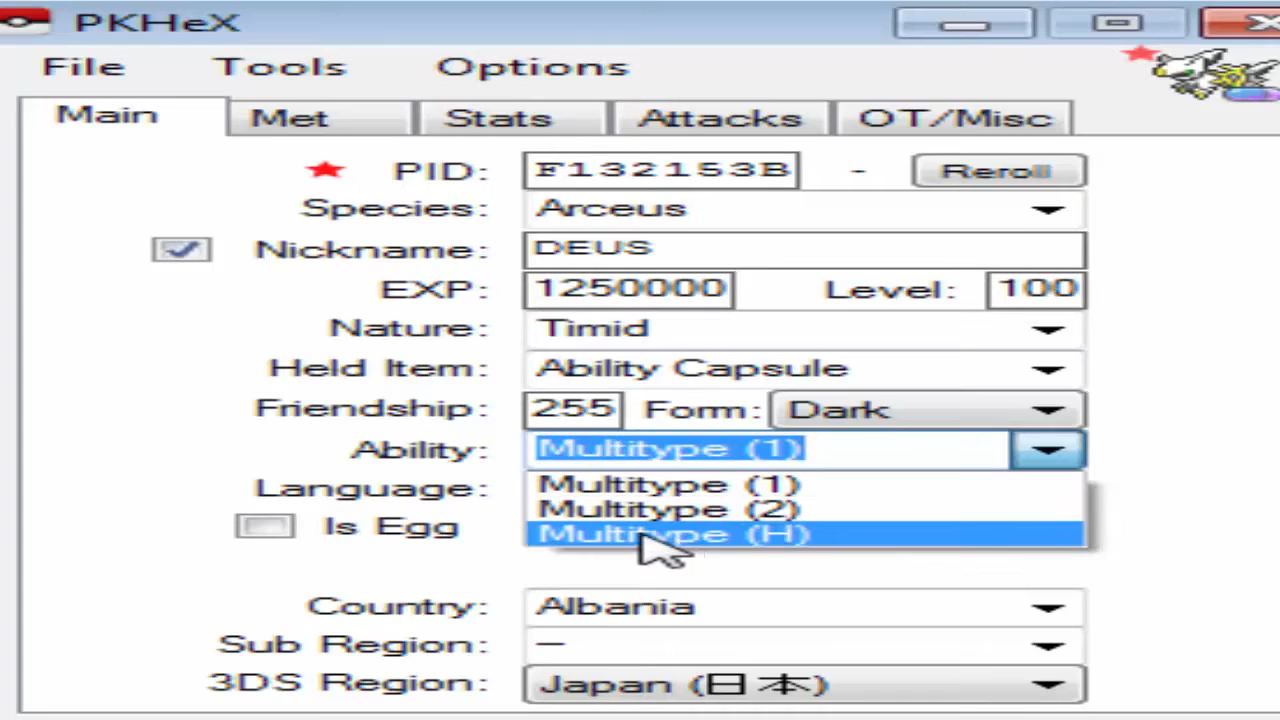 PKHeX
File Tools Options
Main Met Stats Attacks OT/Misc
PID: F132153B - Reroll
Species: Arceus
Nickname: DEUS
EXP: 1250000 Level: 100
Nature: Timid
Held Item: Ability Capsule
Friendship: 255 Form: Dark
Ability: Multitype (1)
Language: Multitype (1)
Multitype (2)
Is Egg Multitype (H)
Country: Albania
Sub Region: —
3DS Region: Japan (日本)